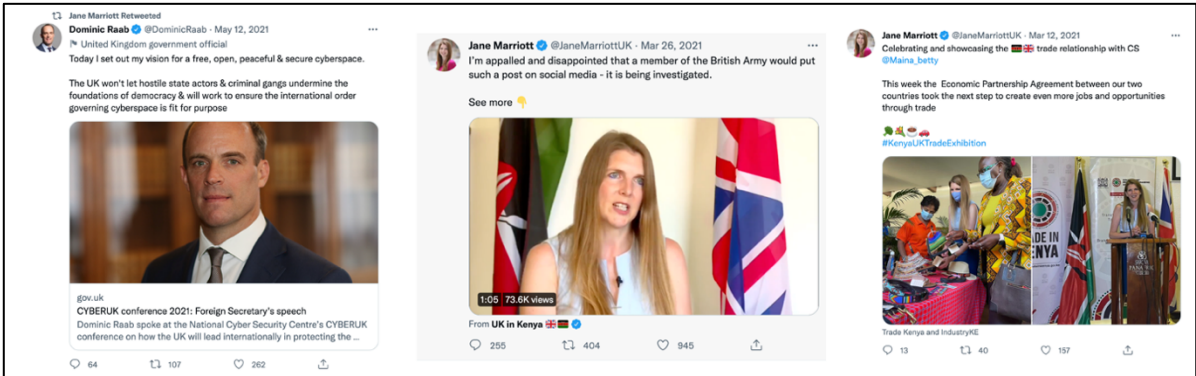 Jane Marriott Retweeted
Dominic Raab @DominicRaab · May 12, 2021
United Kingdom government official
Today I set out my vision for a free, open, peaceful & secure cyberspace.
The UK won't let hostile state actors & criminal gangs undermine the
foundations of democracy & will work to ensure the international order
governing cyberspace is fit for purpose
gov.uk
CYBERUK conference 2021: Foreign Secretary's speech
Dominic Raab spoke at the National Cyber Security Centre's CYBERUK
conference on how the UK will lead internationally in protecting the ...
64 107 262
Jane Marriott @JaneMarriottUK · Mar 26, 2021
I'm appalled and disappointed that a member of the British Army would put
such a post on social media - it is being investigated.
See more 👇
1:05 73.6K views
From UK in Kenya 🇬🇧🇰🇪
255 404 945
Jane Marriott @JaneMarriottUK · Mar 12, 2021
Celebrating and showcasing the 🇰🇪🇬🇧 trade relationship with CS
@Maina_betty
This week the Economic Partnership Agreement between our two
countries took the next step to create even more jobs and opportunities
through trade
#KenyaUKTradeExhibition
ADE IN
ENYA
Trade Kenya and IndustryKE
13 40 157